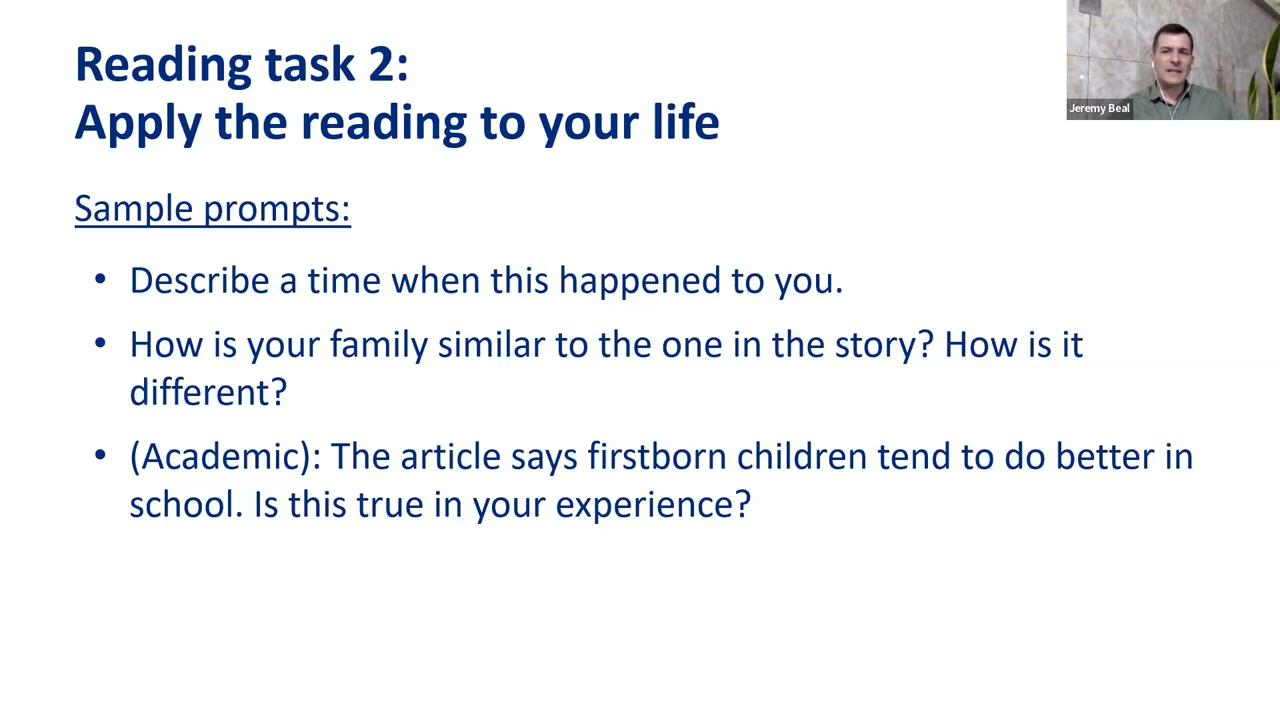 Reading task 2:
Apply the reading to your life
Jeremy Beal
Sample prompts:
• Describe a time when this happened to you.
• How is your family similar to the one in the story? How is it
different?
• (Academic): The article says firstborn children tend to do better in
school. Is this true in your experience?